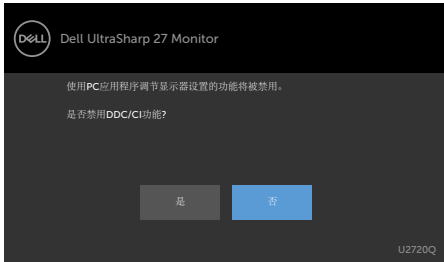 DELL
Dell UltraSharp 27 Monitor
使用PC应用程序调节显示器设置的功能将被禁用。
是否禁用DDC/CI功能?
是
否
U2720Q